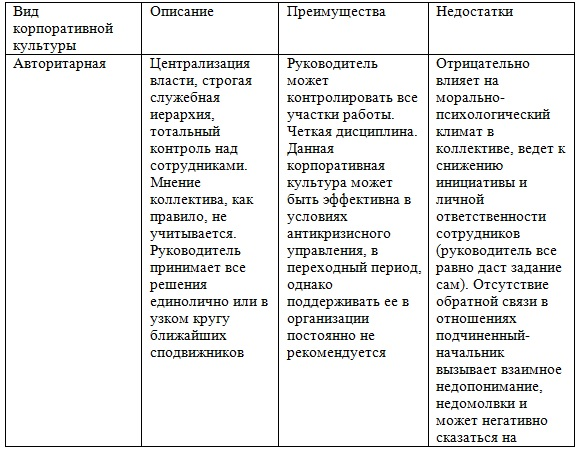 Вид
корпоративной
культуры
Описание
Преимущества
Недостатки
Авторитарная
Централизация
власти, строгая
служебная
иерархия,
тотальный
контроль над
сотрудниками.
Мнение
коллектива, как
правило, не
учитывается.
Руководитель
принимает все
решения
единолично или в
узком кругу
ближайших
сподвижников
Руководитель
может
контролировать все
участки работы.
Четкая дисциплина.
Данная
корпоративная
культура может
быть эффективна в
условиях
антикризисного
управления, в
переходный период,
однако
поддерживать ее в
организации
постоянно не
рекомендуется
Отрицательно
влияет на
морально-
психологический
климат в
коллективе, ведет к
снижению
инициативы и
личной
ответственности
сотрудников
(руководитель все
равно даст задание
сам). Отсутствие
обратной связи в
отношениях
подчиненный-
начальник
вызывает взаимное
недопонимание,
недомолвки и
может негативно
сказаться на